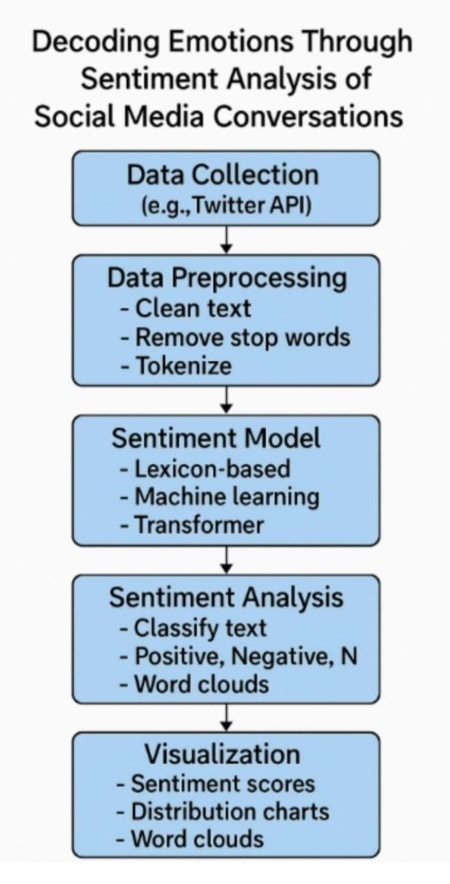 Decoding Emotions Through
Sentiment Analysis of
Social Media Conversations
Data Collection
(e.g.,Twitter API)
Data Preprocessing
- Clean text
- Remove stop words
- Tokenize
Sentiment Model
- Lexicon-based
- Machine learning
- Transformer
Sentiment Analysis
- Classify text
- Positive, Negative, N
- Word clouds
Visualization
- Sentiment scores
- Distribution charts
- Word clouds